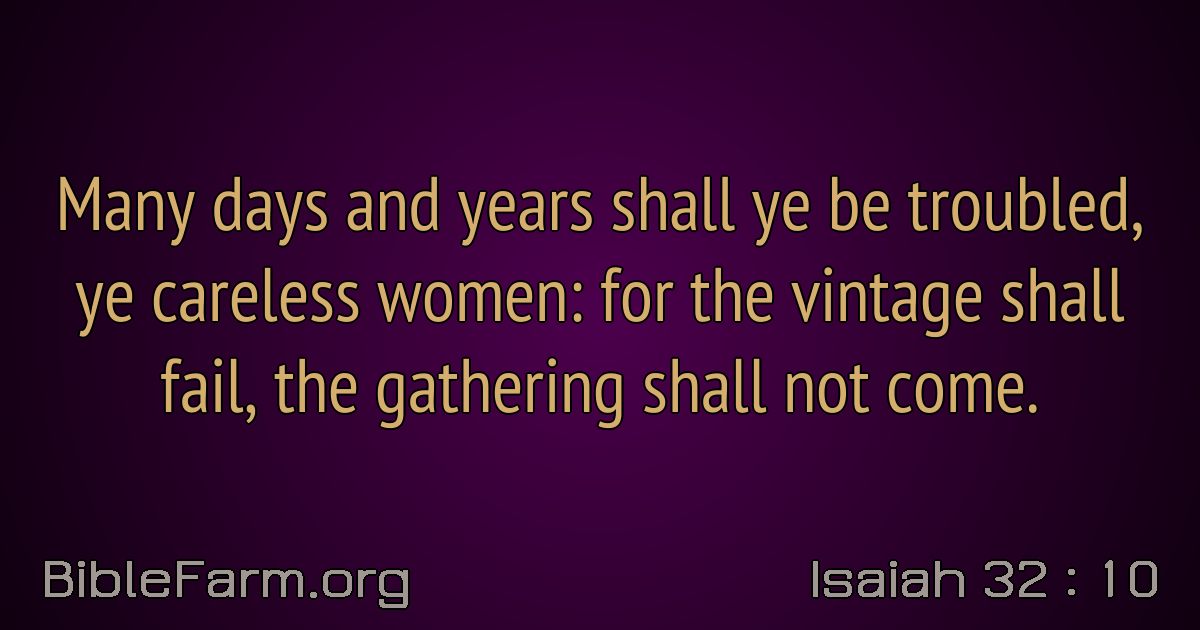 Many days and years shall ye be troubled,
ye careless women: for the vintage shall
fail, the gathering shall not come.
BibleFarm.org
Isaiah 32 : 10